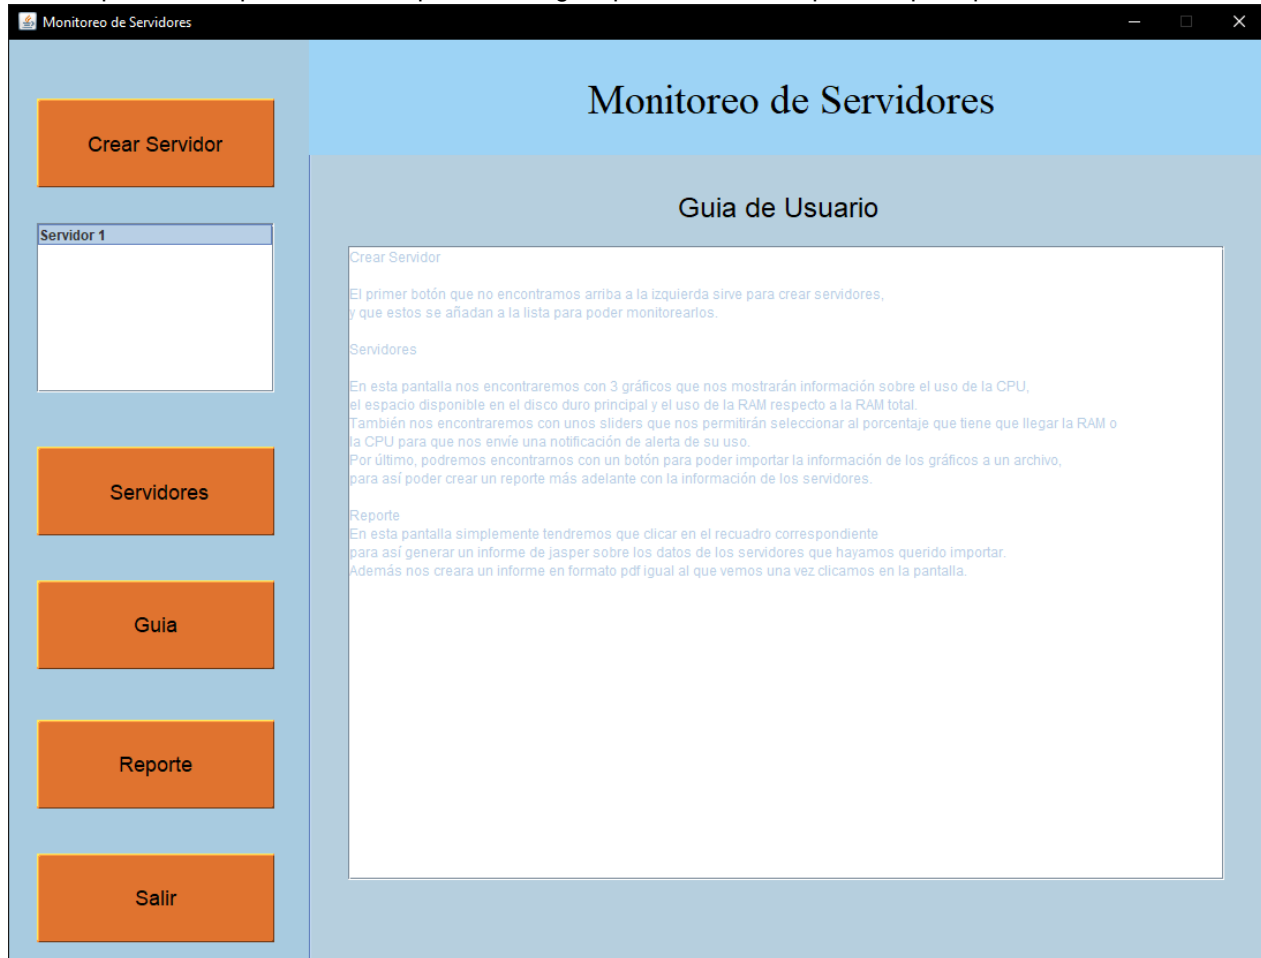 Monitoreo de Servidores
Monitoreo de Servidores
Crear Servidor
Servidor 1
Servidores
Guia
Reporte
Salir
Guia de Usuario
Crear Servidor
El primer botón que no encontramos arriba a la izquierda sirve para crear servidores,
y que estos se añadan a la lista para poder monitorearlos.
Servidores
En esta pantalla nos encontraremos con 3 gráficos que nos mostrarán información sobre el uso de la CPU,
el espacio disponible en el disco duro principal y el uso de la RAM respecto a la RAM total.
También nos encontraremos con unos sliders que nos permitirán seleccionar al porcentaje que tiene que llegar la RAM o
la CPU para que nos envíe una notificación de alerta de su uso.
Por último, podremos encontrarnos con un botón para poder importar la información de los gráficos a un archivo,
para así poder crear un reporte más adelante con la información de los servidores.
Reporte
En esta pantalla simplemente tendremos que clicar en el recuadro correspondiente
para así generar un informe de jasper sobre los datos de los servidores que hayamos querido importar.
Además nos creara un informe en formato pdf igual al que vemos una vez clicamos en la pantalla.